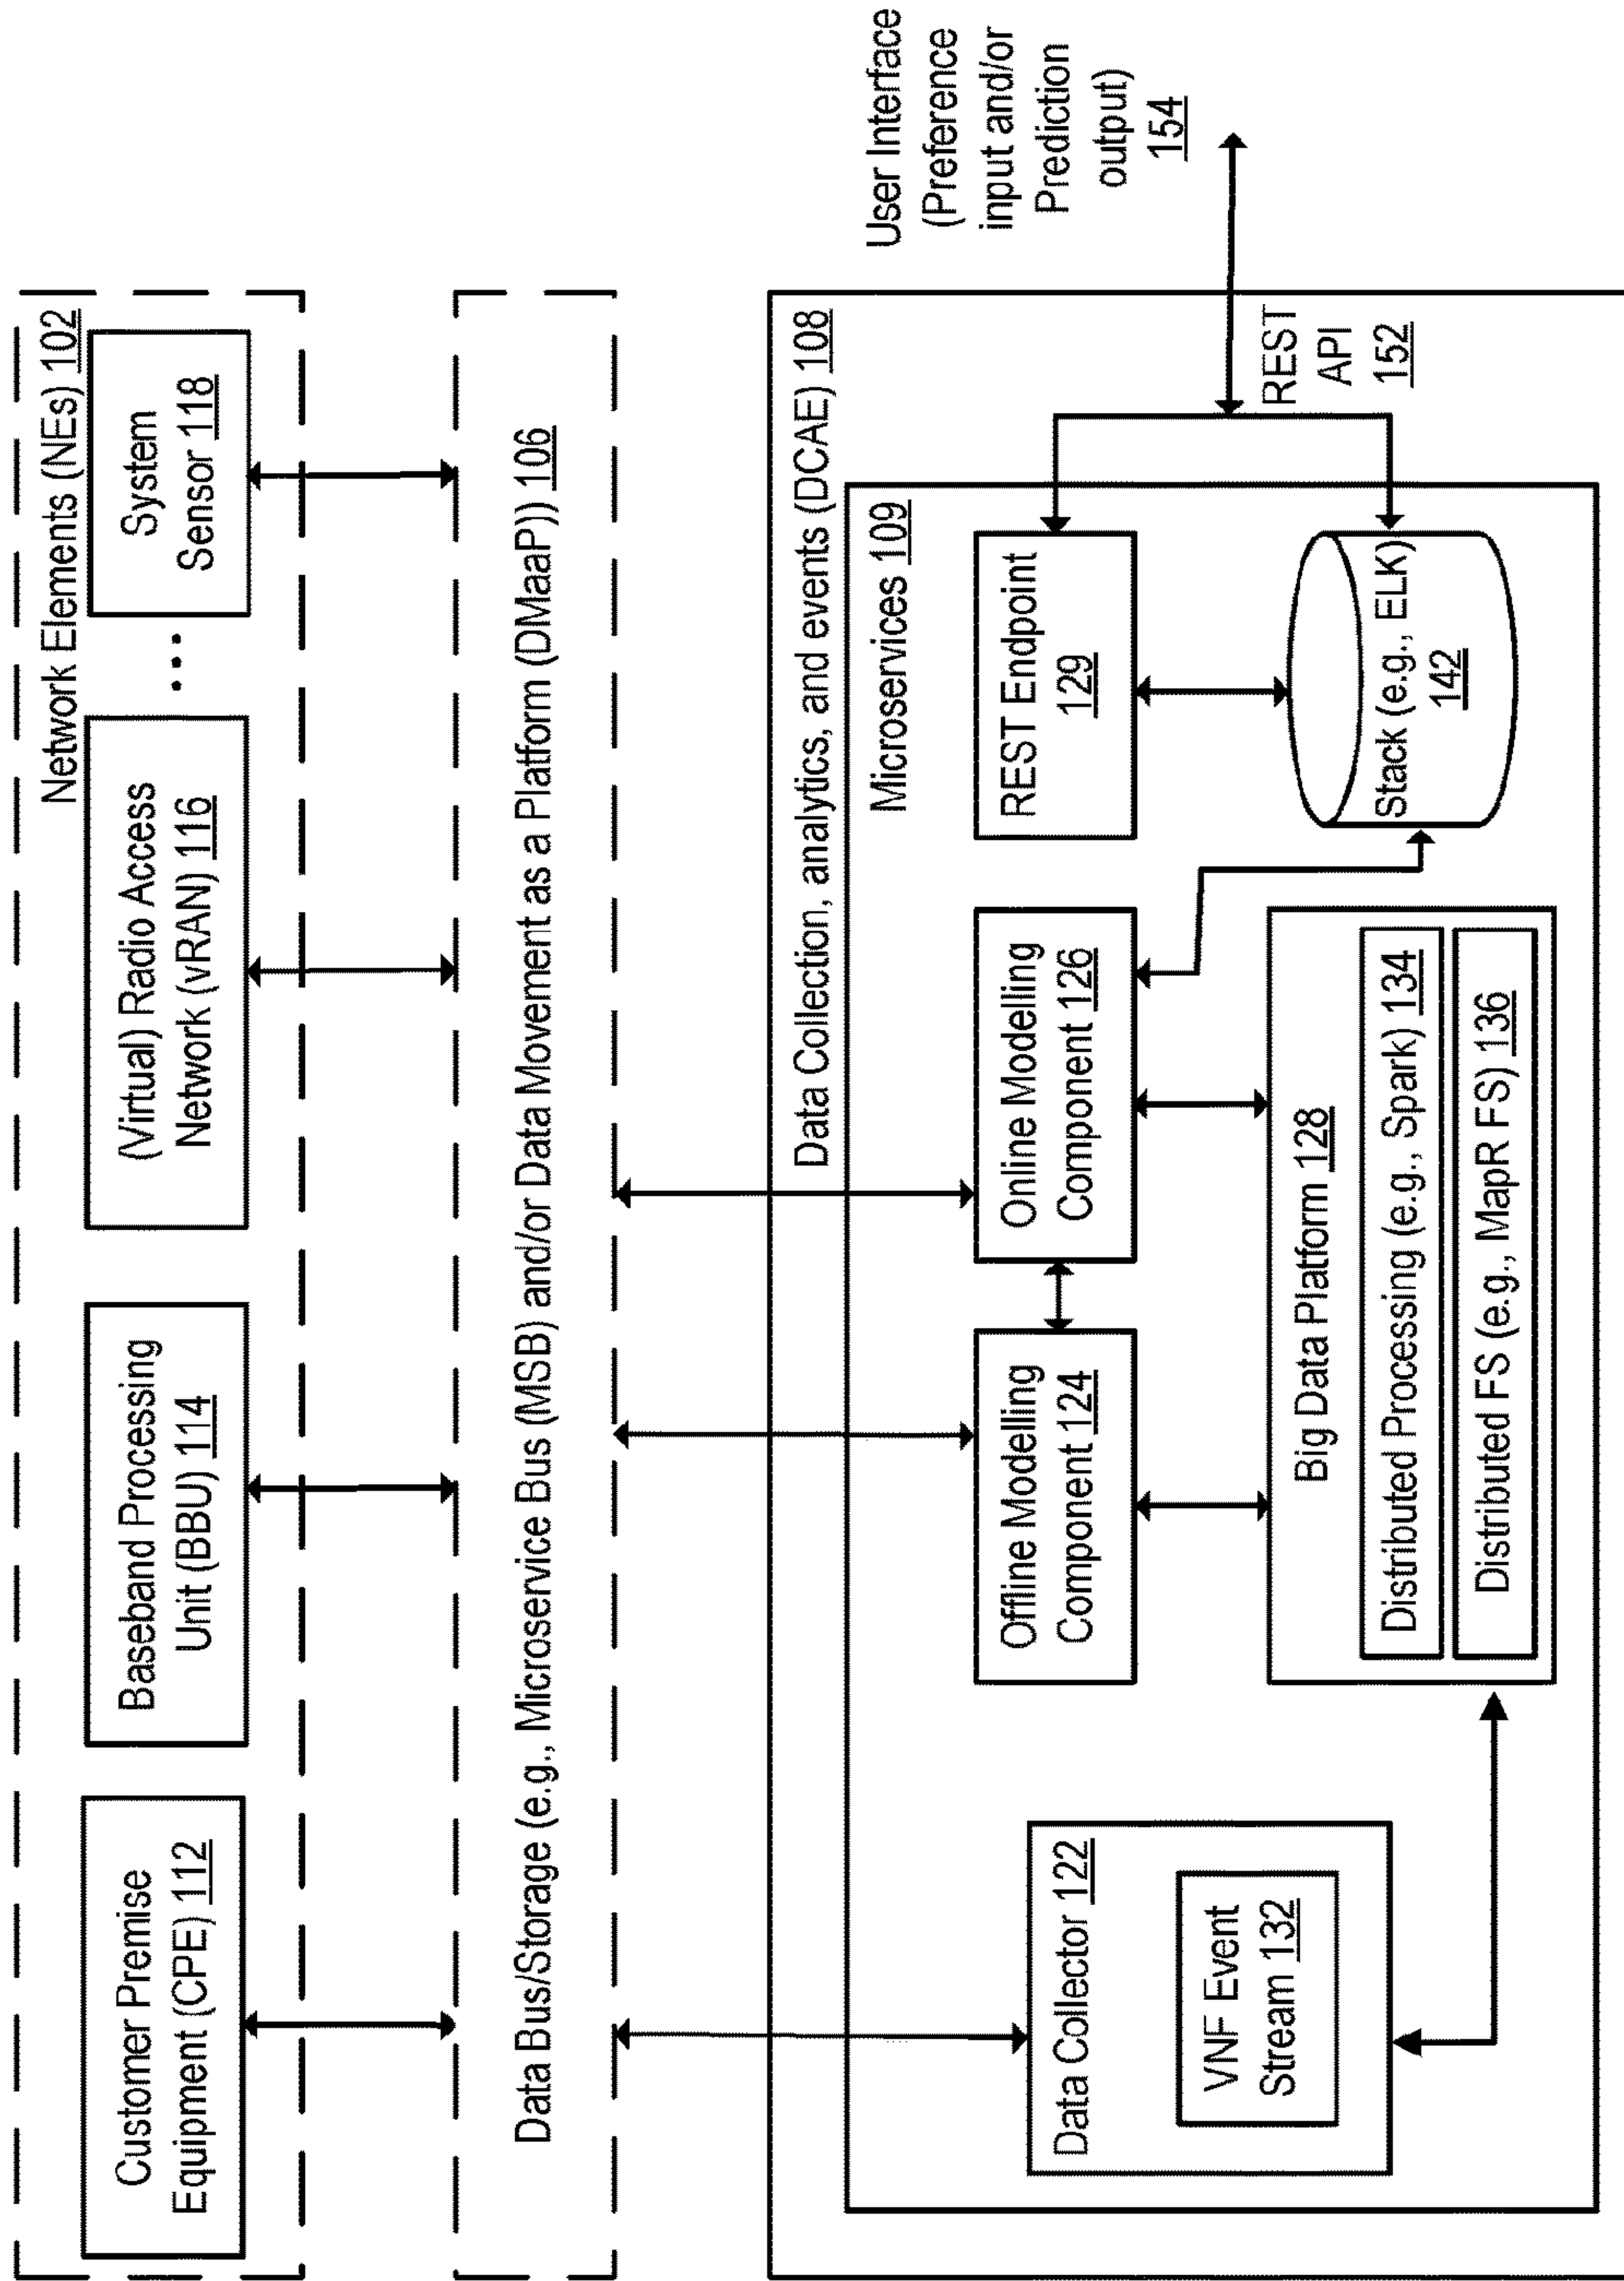 Network Elements (NEs) 102
Customer Premise
Equipment (CPE) 112
Baseband Processing
Unit (BBU) 114
(Virtual) Radio Access
Network (vRAN) 116
...
System
Sensor 118
Data Bus/Storage (e.g., Microservice Bus (MSB) and/or Data Movement as a Platform (DMaaP)) 106
Data Collection, analytics, and events (DCAE) 108
Microservices 109
Data Collector 122
VNF Event
Stream 132
Offline Modelling
Component 124
Online Modelling
Component 126
REST Endpoint
129
Big Data Platform 128
Distributed Processing (e.g., Spark) 134
Distributed FS (e.g., MapR FS) 136
Stack (e.g., ELK)
142
REST
API
152
User Interface
(Preference
input and/or
Prediction
output)
154